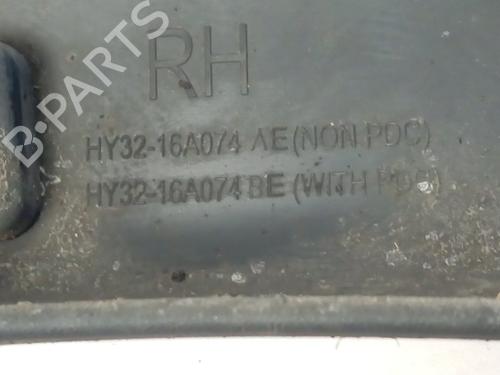 RH
HY32-16A074 AE (NON PDC)
HY32-16A074 BE (WITH PDC)
B-PARTS